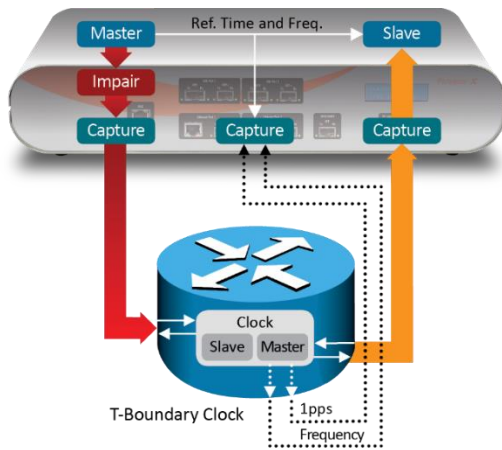 Master
Ref. Time and Freq.
Slave
Impair
Capture
Capture
Capture
Clock
Slave
Master
T-Boundary Clock
1pps
Frequency